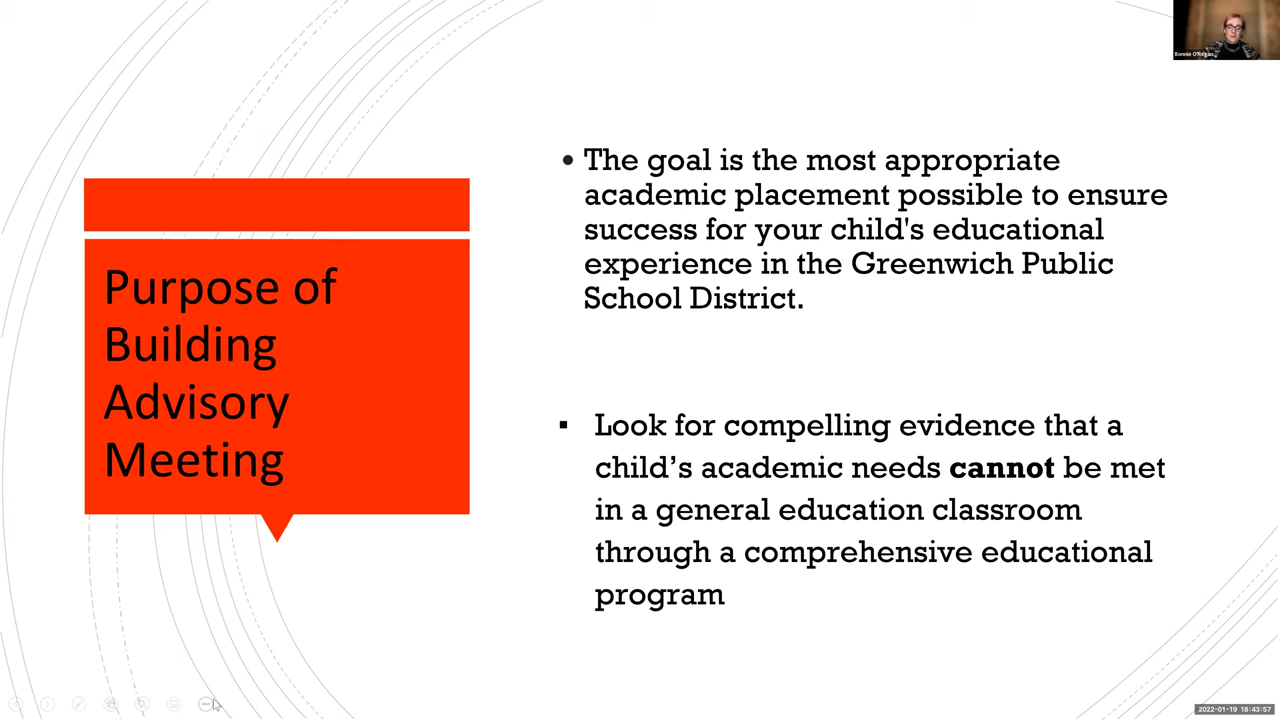 Bonnie O'Regan
Purpose of
Building
Advisory
Meeting
• The goal is the most appropriate
academic placement possible to ensure
success for your child's educational
experience in the Greenwich Public
School District.
▪ Look for compelling evidence that a
child’s academic needs cannot be met
in a general education classroom
through a comprehensive educational
program
2022-01-19 18:43:57